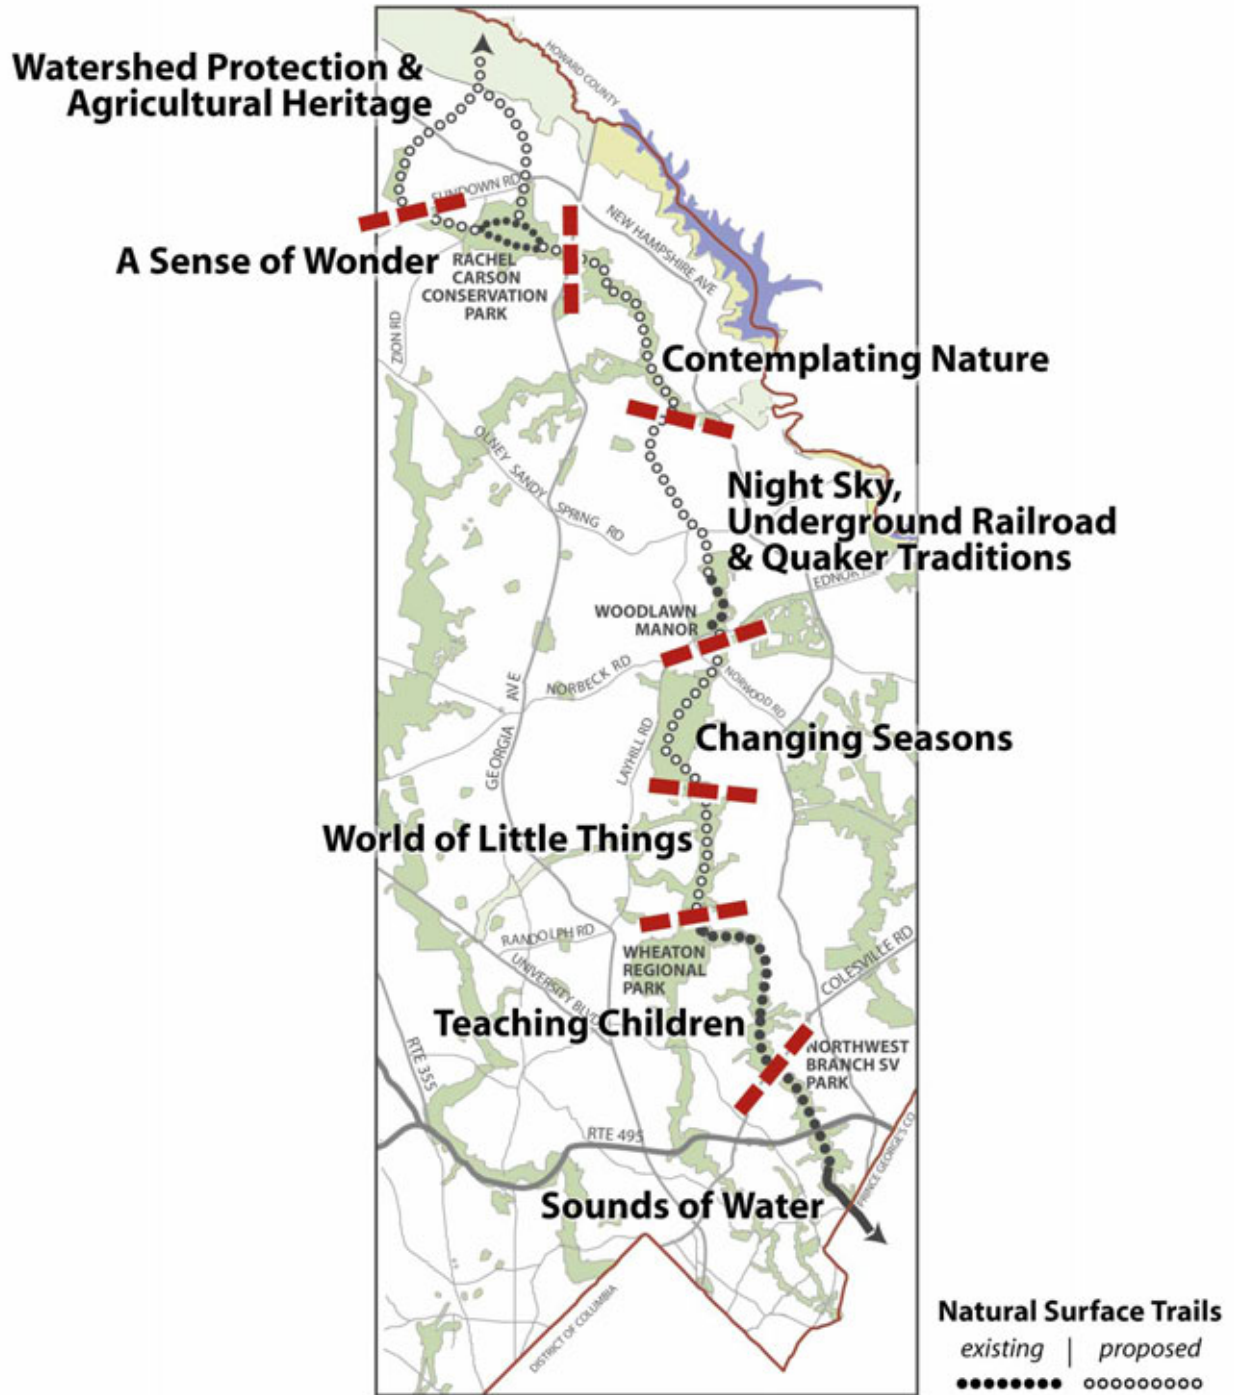 HOWARD COUNTY
Watershed Protection &
Agricultural Heritage
SUNDOWN RD
NEW HAMPSHIRE AVE
A Sense of Wonder
RACHEL
CARSON
CONSERVATION
PARK
ZION RD
Contemplating Nature
OLNEY SANDY SPRING RD
Night Sky,
Underground Railroad
& Quaker Traditions
WOODLAWN
MANOR
NORBECK RD
NORWOOD RD
GEORGIA AVE
LAYHILL RD
Changing Seasons
World of Little Things
RANDOLPH RD
WHEATON
REGIONAL
PARK
UNIVERSITY BLVD
COLESVILLE RD
Teaching Children
NORTHWEST
BRANCH SV
PARK
RTE 355
RTE 495
PRINCE GEORGE'S CO
Sounds of Water
DISTRICT OF COLUMBIA
Natural Surface Trails
existing | proposed